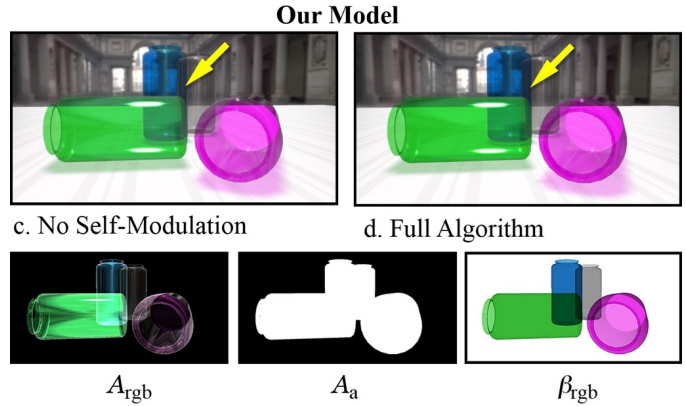 Our Model
c. No Self-Modulation
d. Full Algorithm
A_rgb
A_a
β_rgb